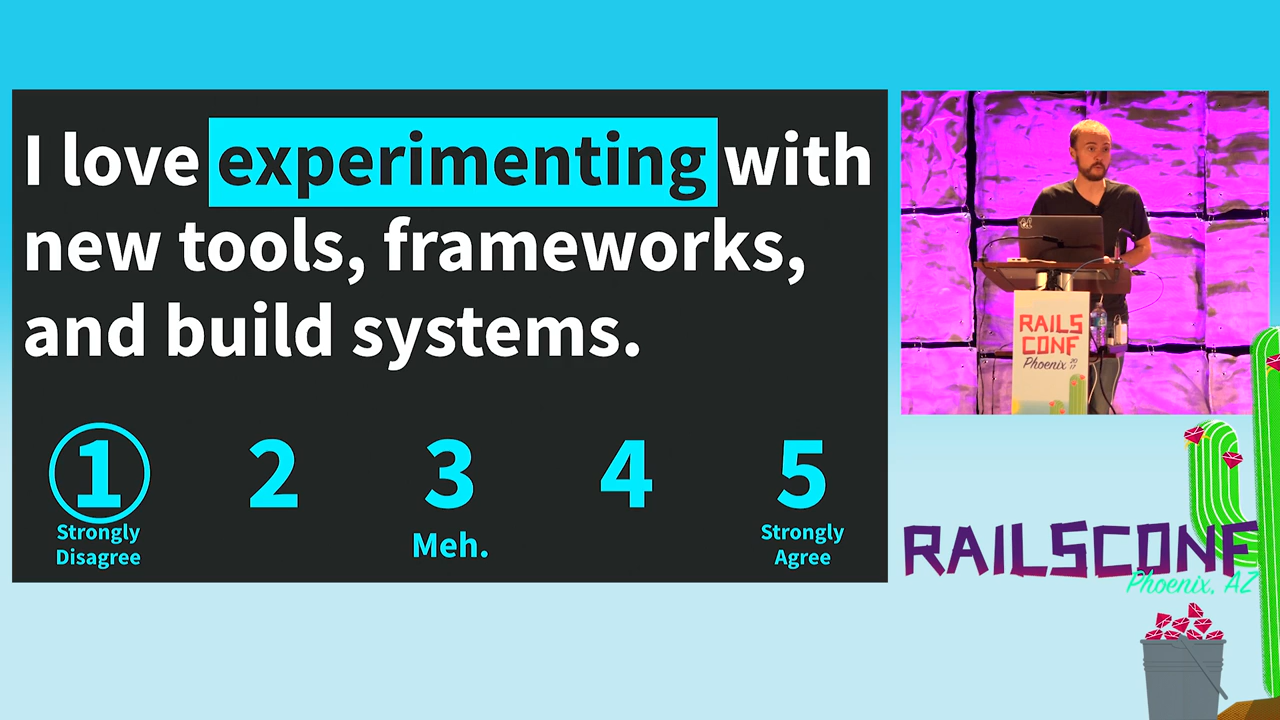 I love experimenting with
new tools, frameworks,
and build systems.
1 2 3 4 5
Strongly Disagree
Meh.
Strongly Agree
RAILS
CONF
Phoenix 2017
RAILSCONF
Phoenix, AZ